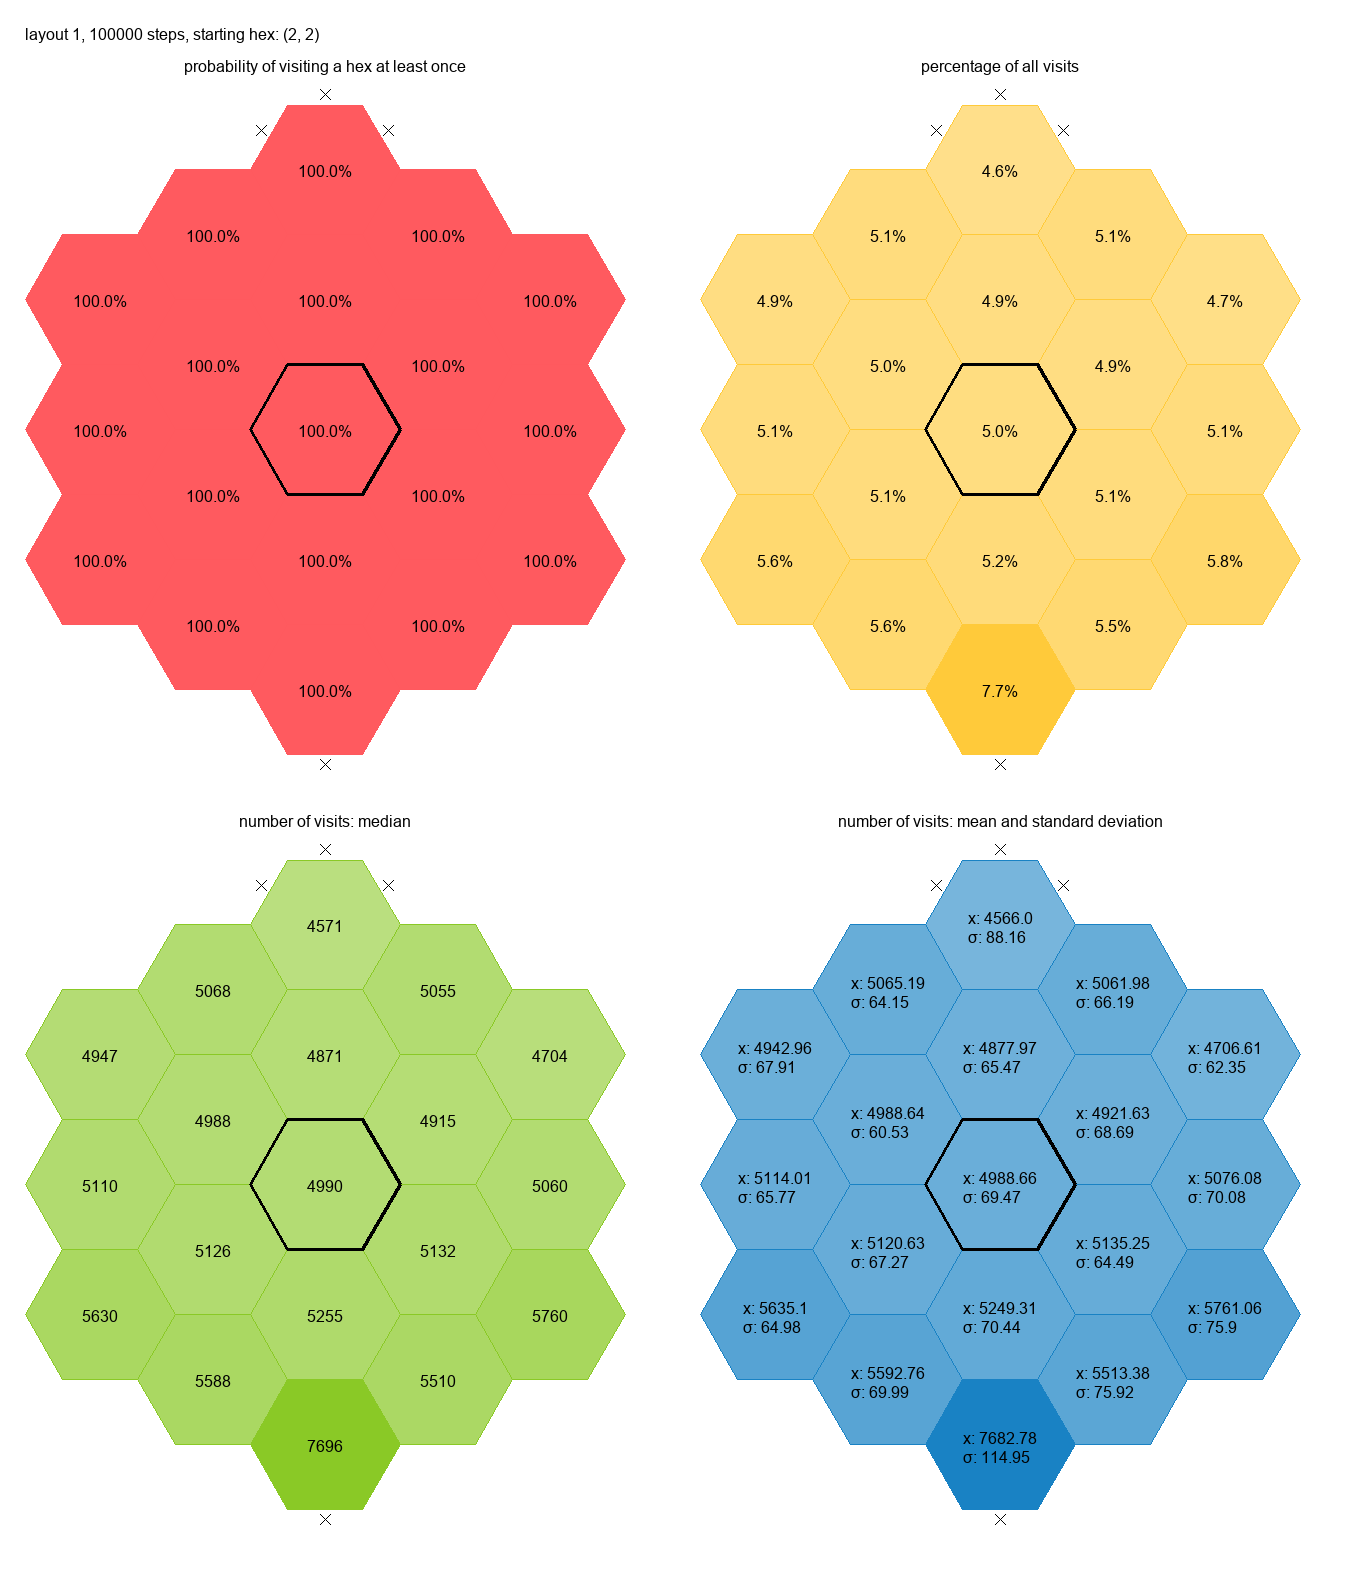 layout 1, 100000 steps, starting hex: (2, 2)
probability of visiting a hex at least once
100.0%
100.0% 100.0%
100.0% 100.0% 100.0%
100.0% 100.0%
100.0% 100.0% 100.0%
100.0% 100.0%
100.0% 100.0% 100.0%
100.0% 100.0%
100.0%
percentage of all visits
4.6%
5.1% 5.1%
4.9% 4.9% 4.7%
5.0% 4.9%
5.1% 5.0% 5.1%
5.1% 5.1%
5.6% 5.2% 5.8%
5.6% 5.5%
7.7%
number of visits: median
4571
5068 5055
4947 4871 4704
4988 4915
5110 4990 5060
5126 5132
5630 5255 5760
5588 5510
7696
number of visits: mean and standard deviation
x: 4566.0
σ: 88.16
x: 5065.19 x: 5061.98
σ: 64.15 σ: 66.19
x: 4942.96 x: 4877.97 x: 4706.61
σ: 67.91 σ: 65.47 σ: 62.35
x: 4988.64 x: 4921.63
σ: 60.53 σ: 68.69
x: 5114.01 x: 4988.66 x: 5076.08
σ: 65.77 σ: 69.47 σ: 70.08
x: 5120.63 x: 5135.25
σ: 67.27 σ: 64.49
x: 5635.1 x: 5249.31 x: 5761.06
σ: 64.98 σ: 70.44 σ: 75.9
x: 5592.76 x: 5513.38
σ: 69.99 σ: 75.92
x: 7682.78
σ: 114.95